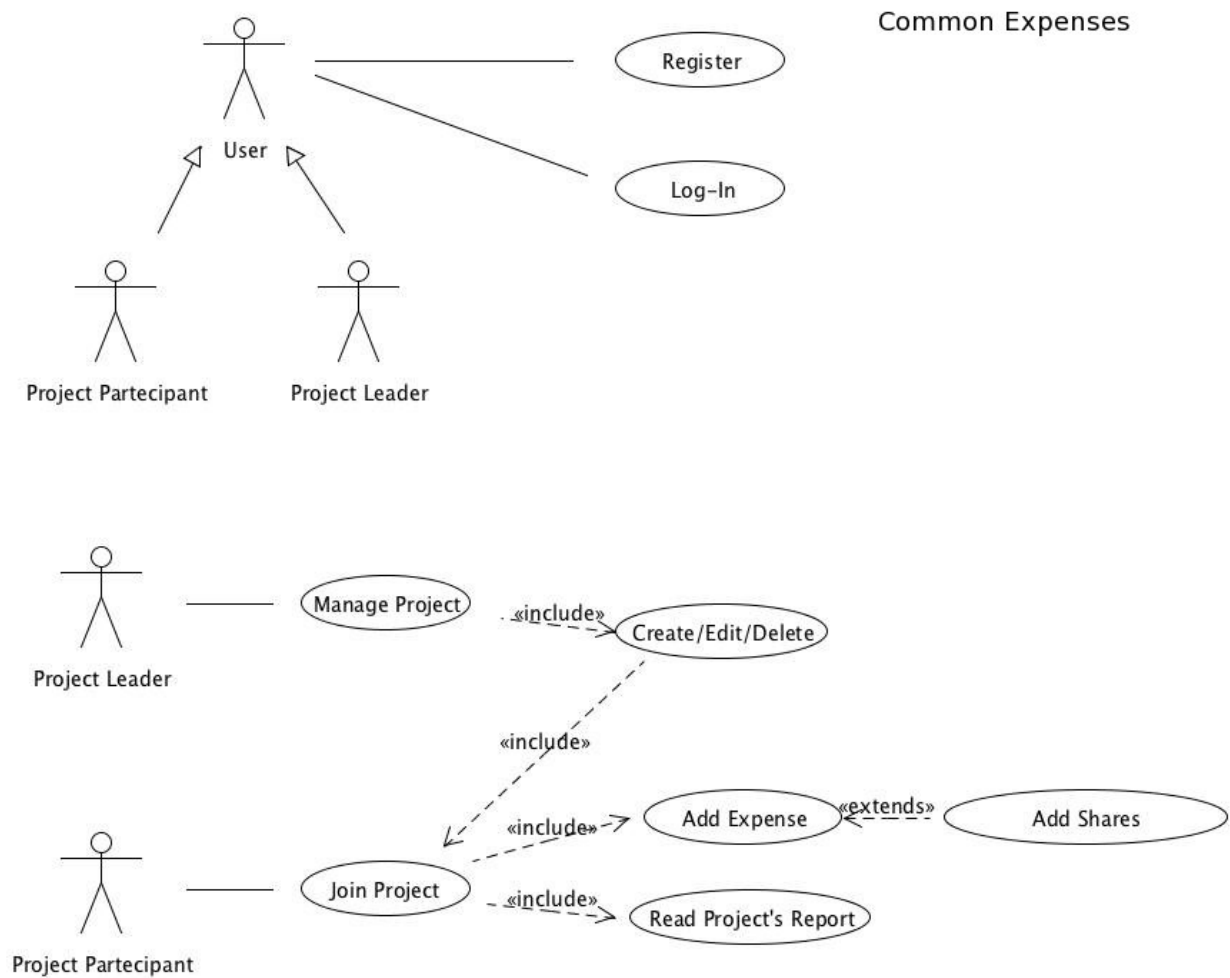 Common Expenses
Register
User
Log-In
Project Partecipant
Project Leader
Manage Project
«include»
Create/Edit/Delete
Project Leader
«include»
Add Expense
«extends»
Add Shares
«include»
Join Project
«include»
Read Project's Report
Project Partecipant